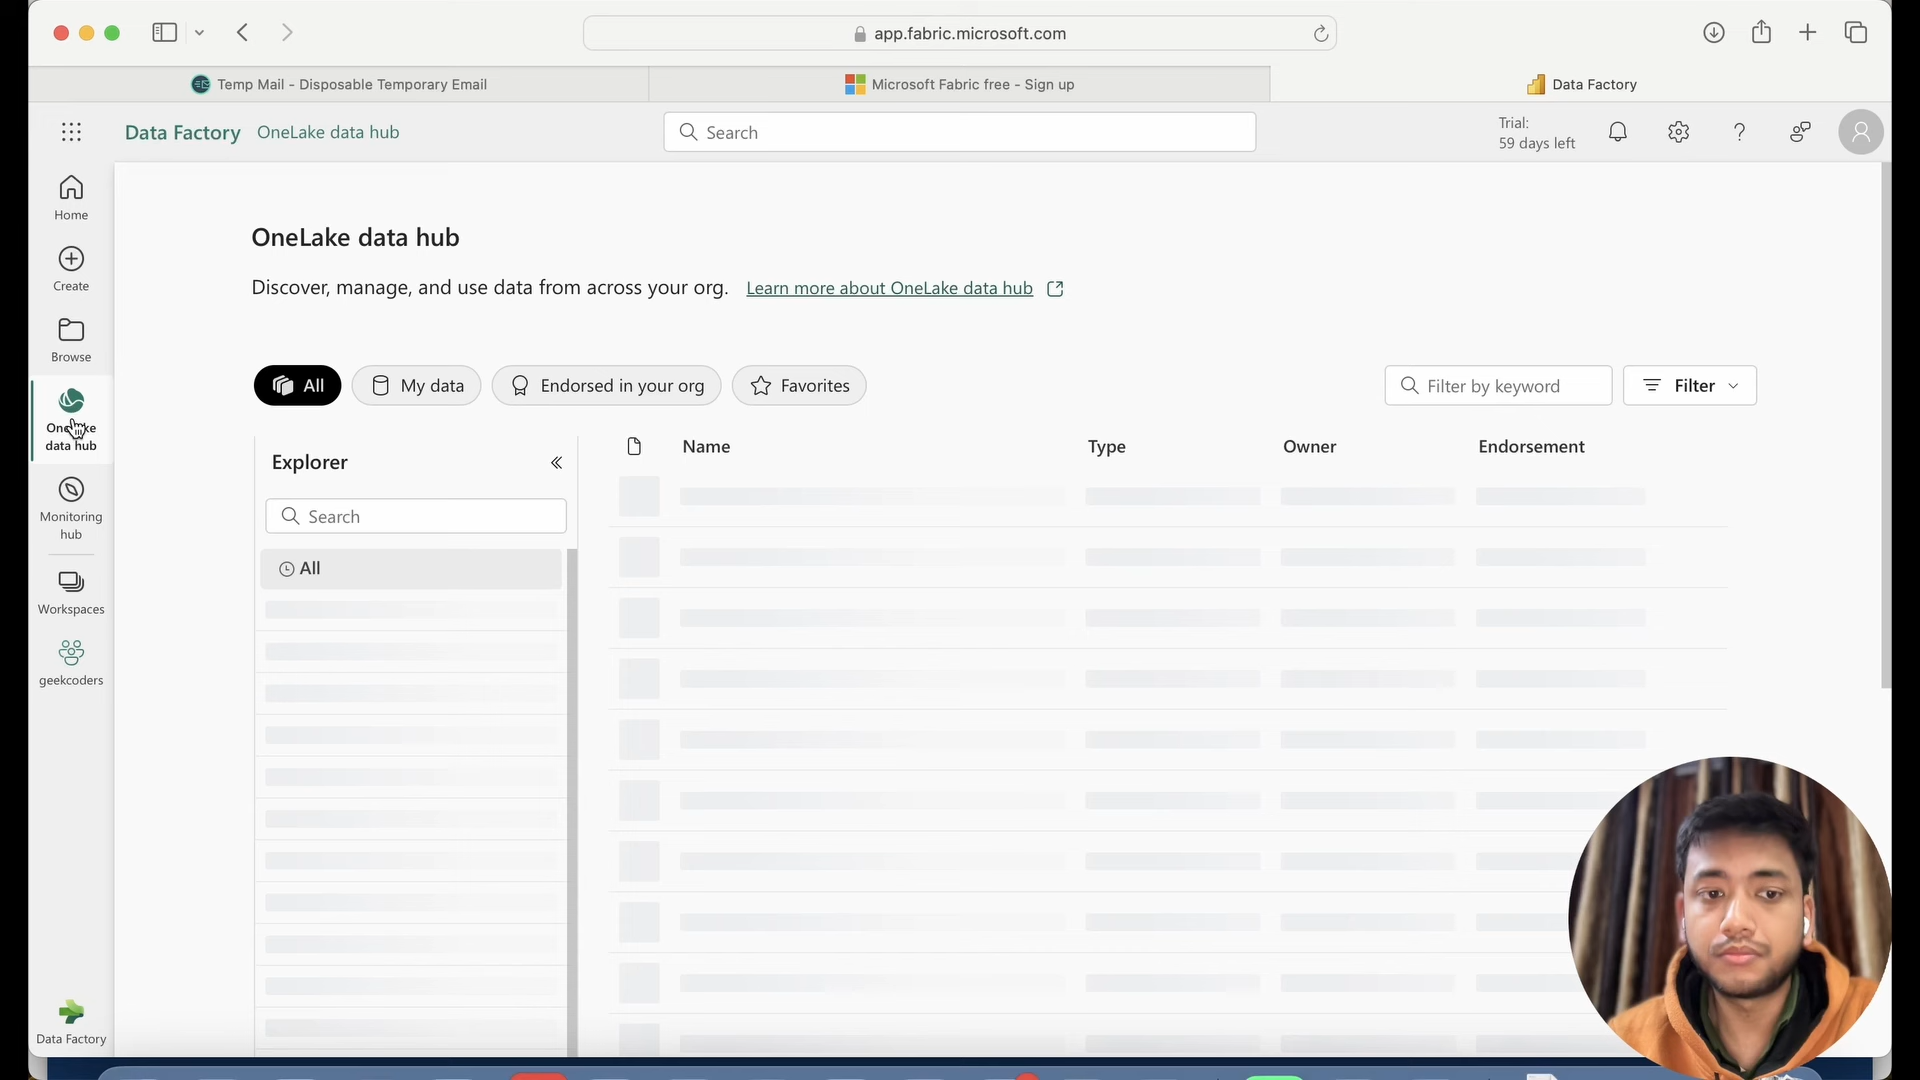 app.fabric.microsoft.com
Temp Mail - Disposable Temporary Email
Microsoft Fabric free - Sign up
Data Factory
Data Factory
OneLake data hub
Search
Trial:
59 days left
Home
Create
Browse
OneLake
data hub
Monitoring
hub
Workspaces
geekcoders
Data Factory
OneLake data hub
Discover, manage, and use data from across your org. Learn more about OneLake data hub
All
My data
Endorsed in your org
Favorites
Filter by keyword
Filter
Explorer
Search
All
Name
Type
Owner
Endorsement